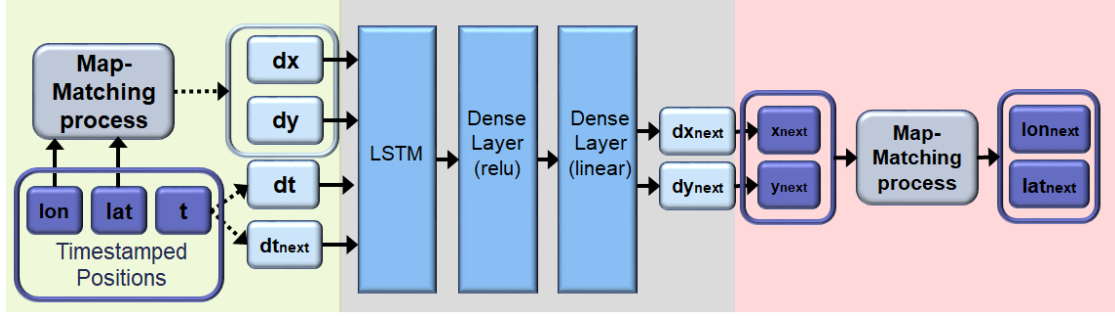 Map-
Matching
process
lon
lat
t
Timestamped
Positions
dx
dy
dt
dtnext
LSTM
Dense
Layer
(relu)
Dense
Layer
(linear)
dxnext
dynext
xnext
ynext
Map-
Matching
process
lonnext
latnext